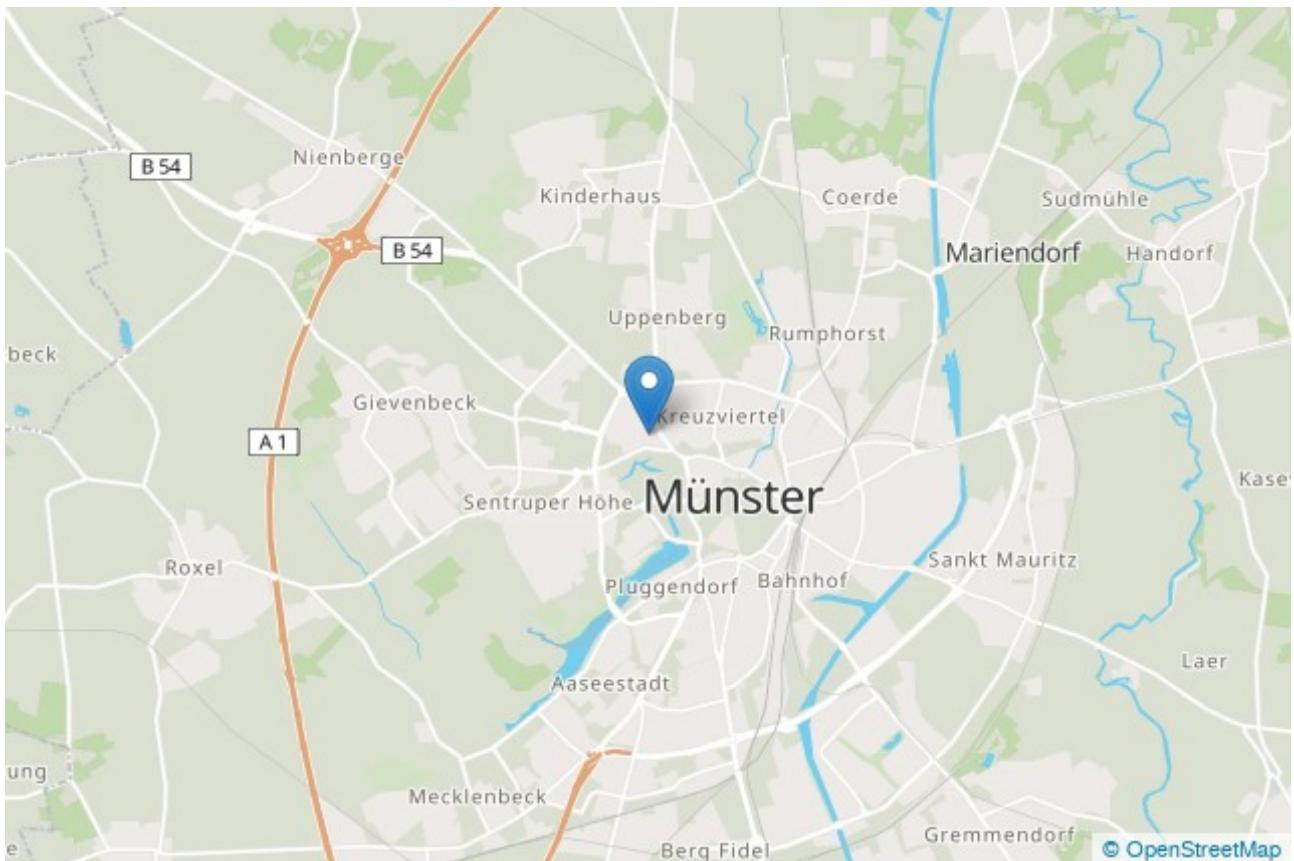 Nienberge
B 54
Kinderhaus
Coerde
Sudmühle
B 54
Mariendorf
Handorf
Uppenberg
Rumphorst
beck
Gievenbeck
Kreuzviertel
A 1
Kasev
Sentruper Höhe
Münster
Roxel
Sankt Mauritz
Pluggendorf
Bahnhof
Laer
Aaseestadt
ung
Mecklenbeck
Gremmendorf
e
Berg Fidel
© OpenStreetMap